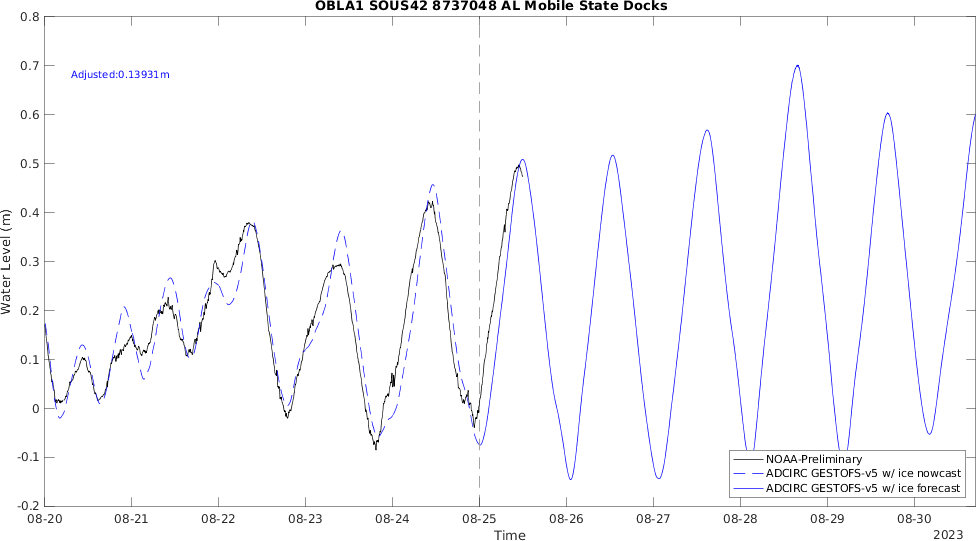 OBLA1 SOUS42 8737048 AL Mobile State Docks
Adjusted:0.13931m
Water Level (m)
0.8
0.7
0.6
0.5
0.4
0.3
0.2
0.1
0
-0.1
-0.2
NOAA-Preliminary
ADCIRC GESTOFS-v5 w/ ice nowcast
ADCIRC GESTOFS-v5 w/ ice forecast
08-20 08-21 08-22 08-23 08-24 08-25 08-26 08-27 08-28 08-29 08-30
Time
2023